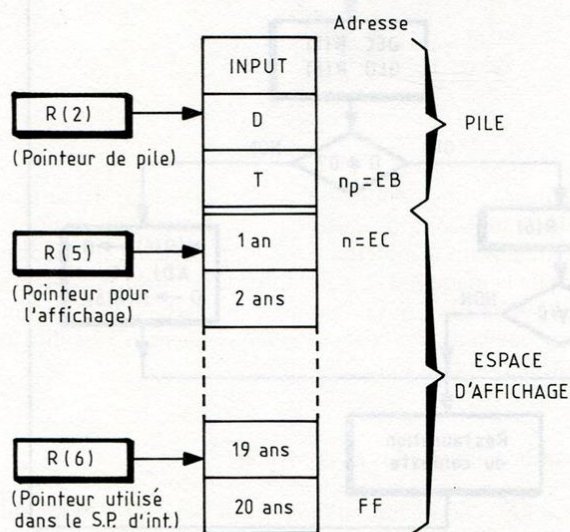 Adresse
INPUT
R(2)
D
PILE
(Pointeur de pile)
T
np=EB
R(5)
1 an
n=EC
(Pointeur pour
l'affichage)
2 ans
ESPACE
D'AFFICHAGE
R(6)
19 ans
(Pointeur utilisé
dans le S.P. d'int.)
20 ans
FF